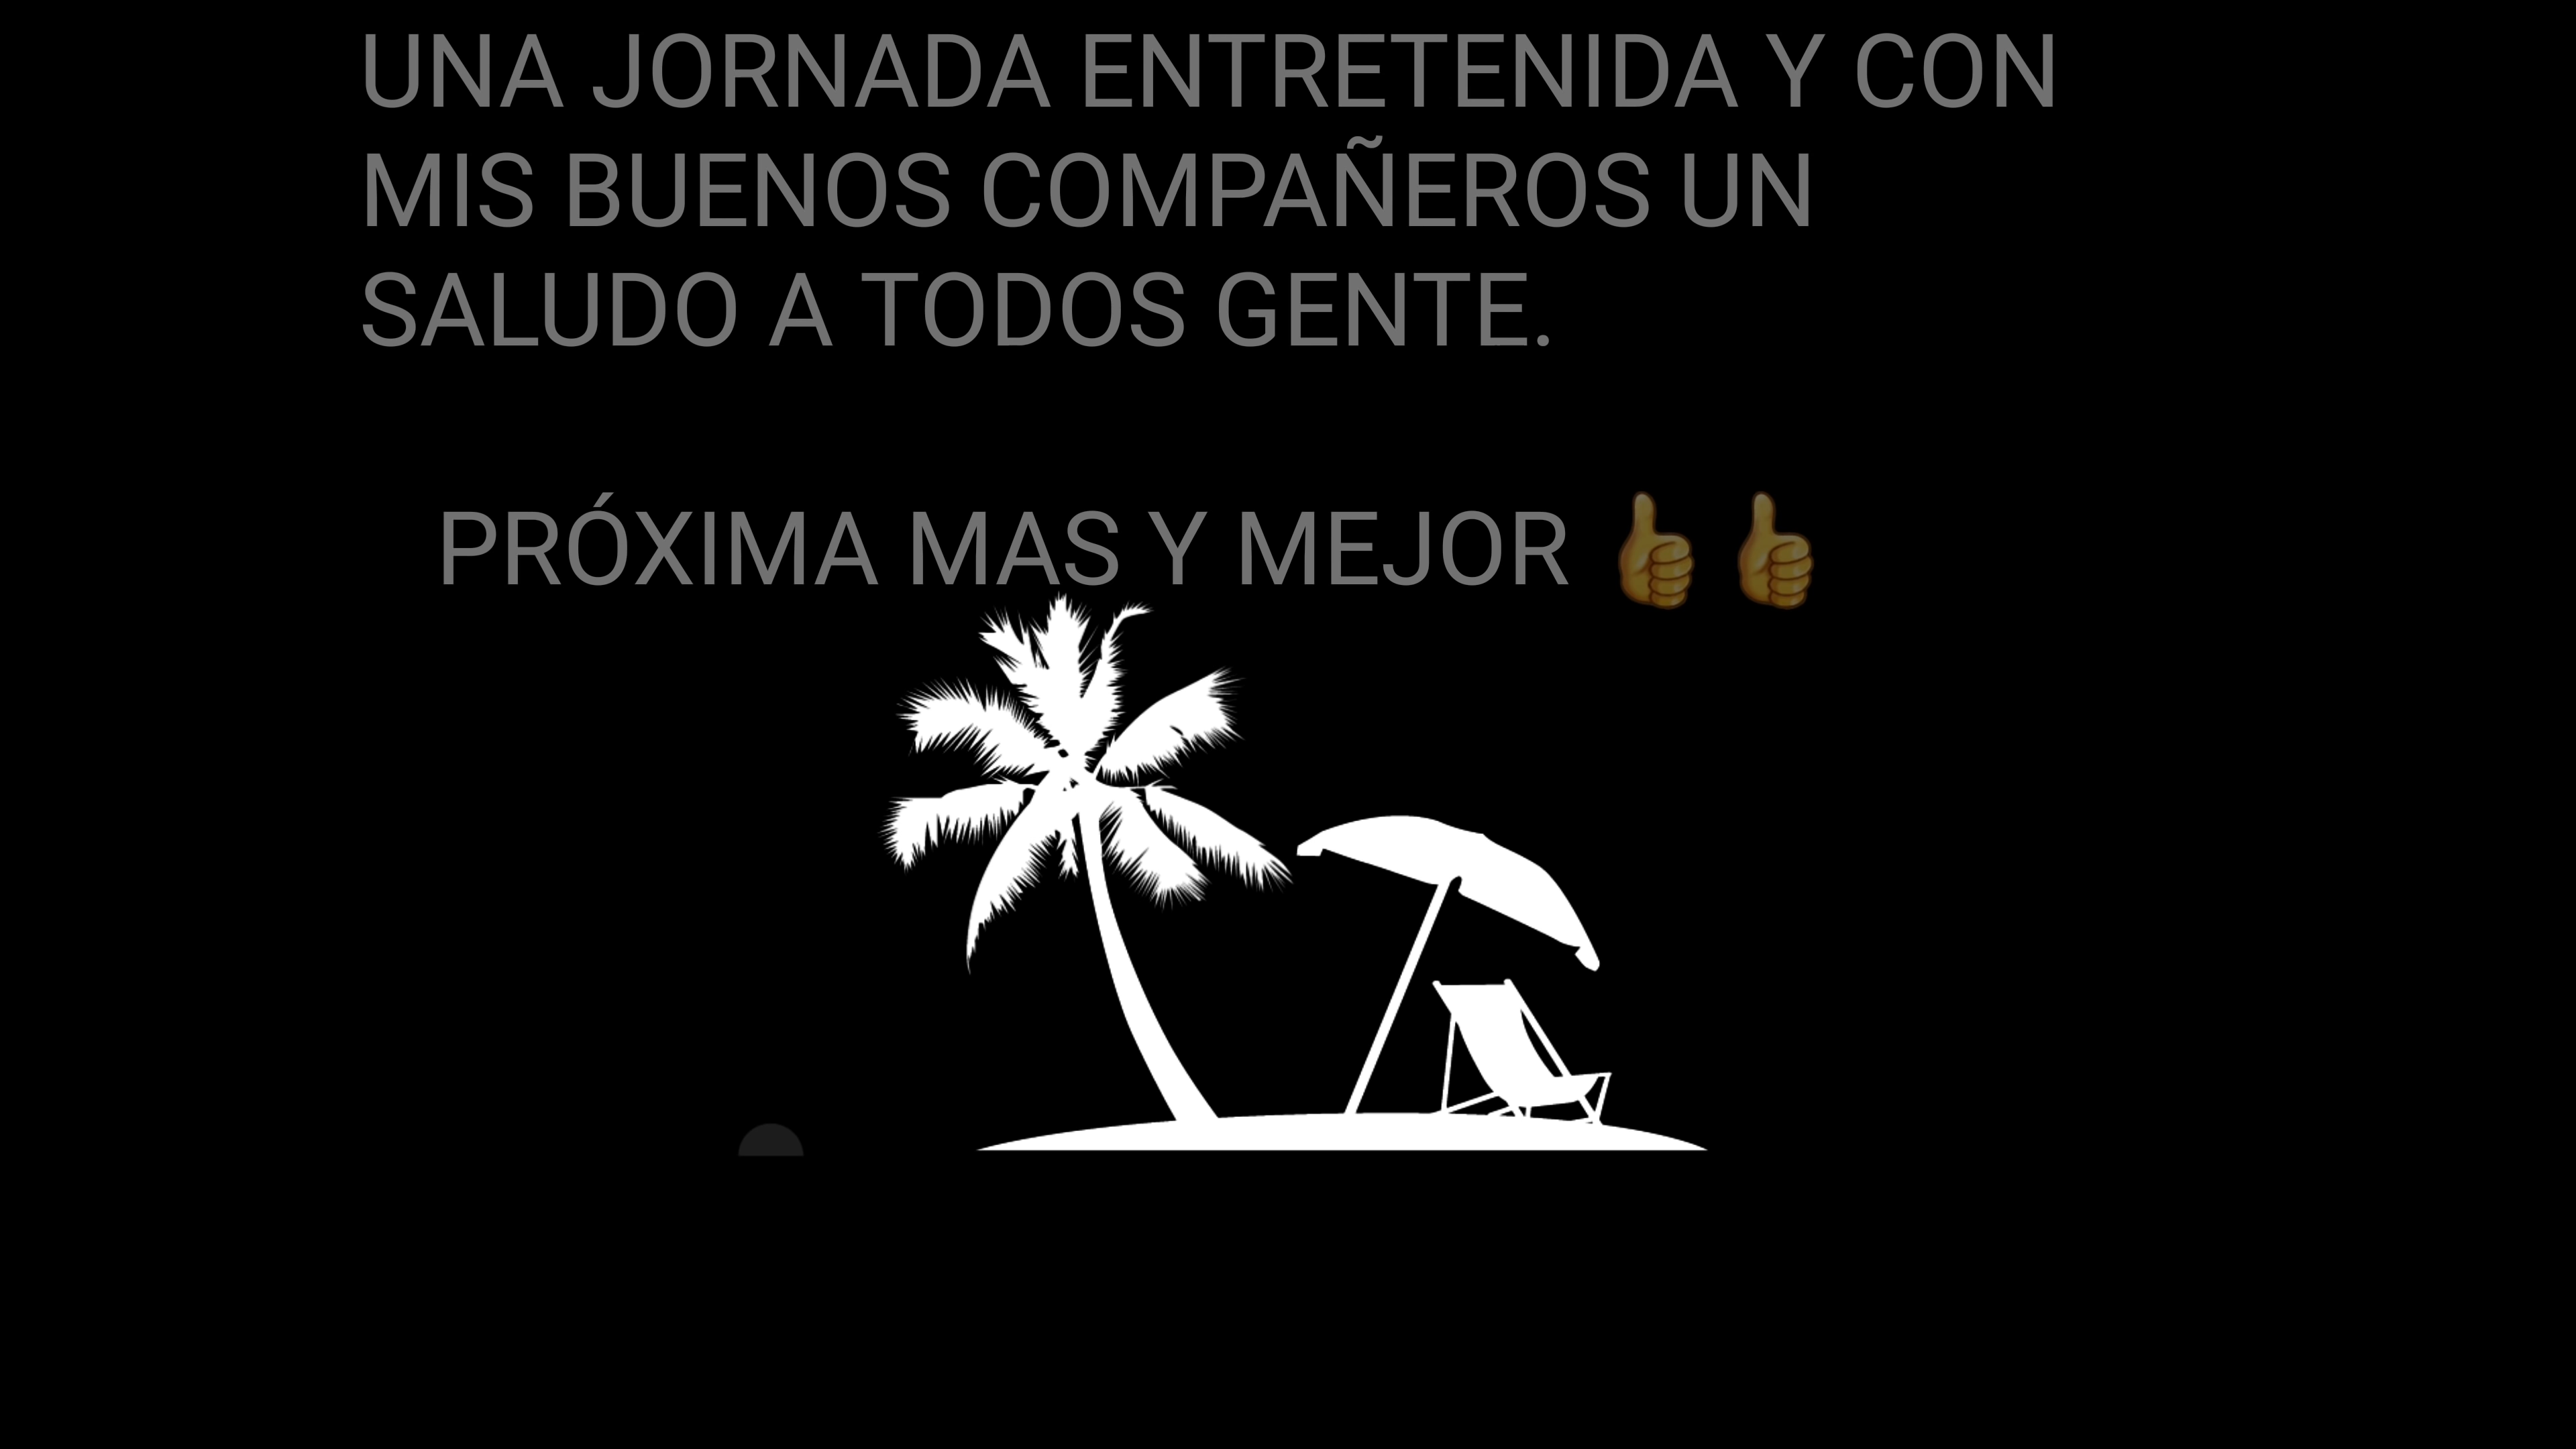 UNA JORNADA ENTRETENIDA Y CON
MIS BUENOS COMPAÑEROS UN
SALUDO A TODOS GENTE.
PRÓXIMA MAS Y MEJOR 👍 👍